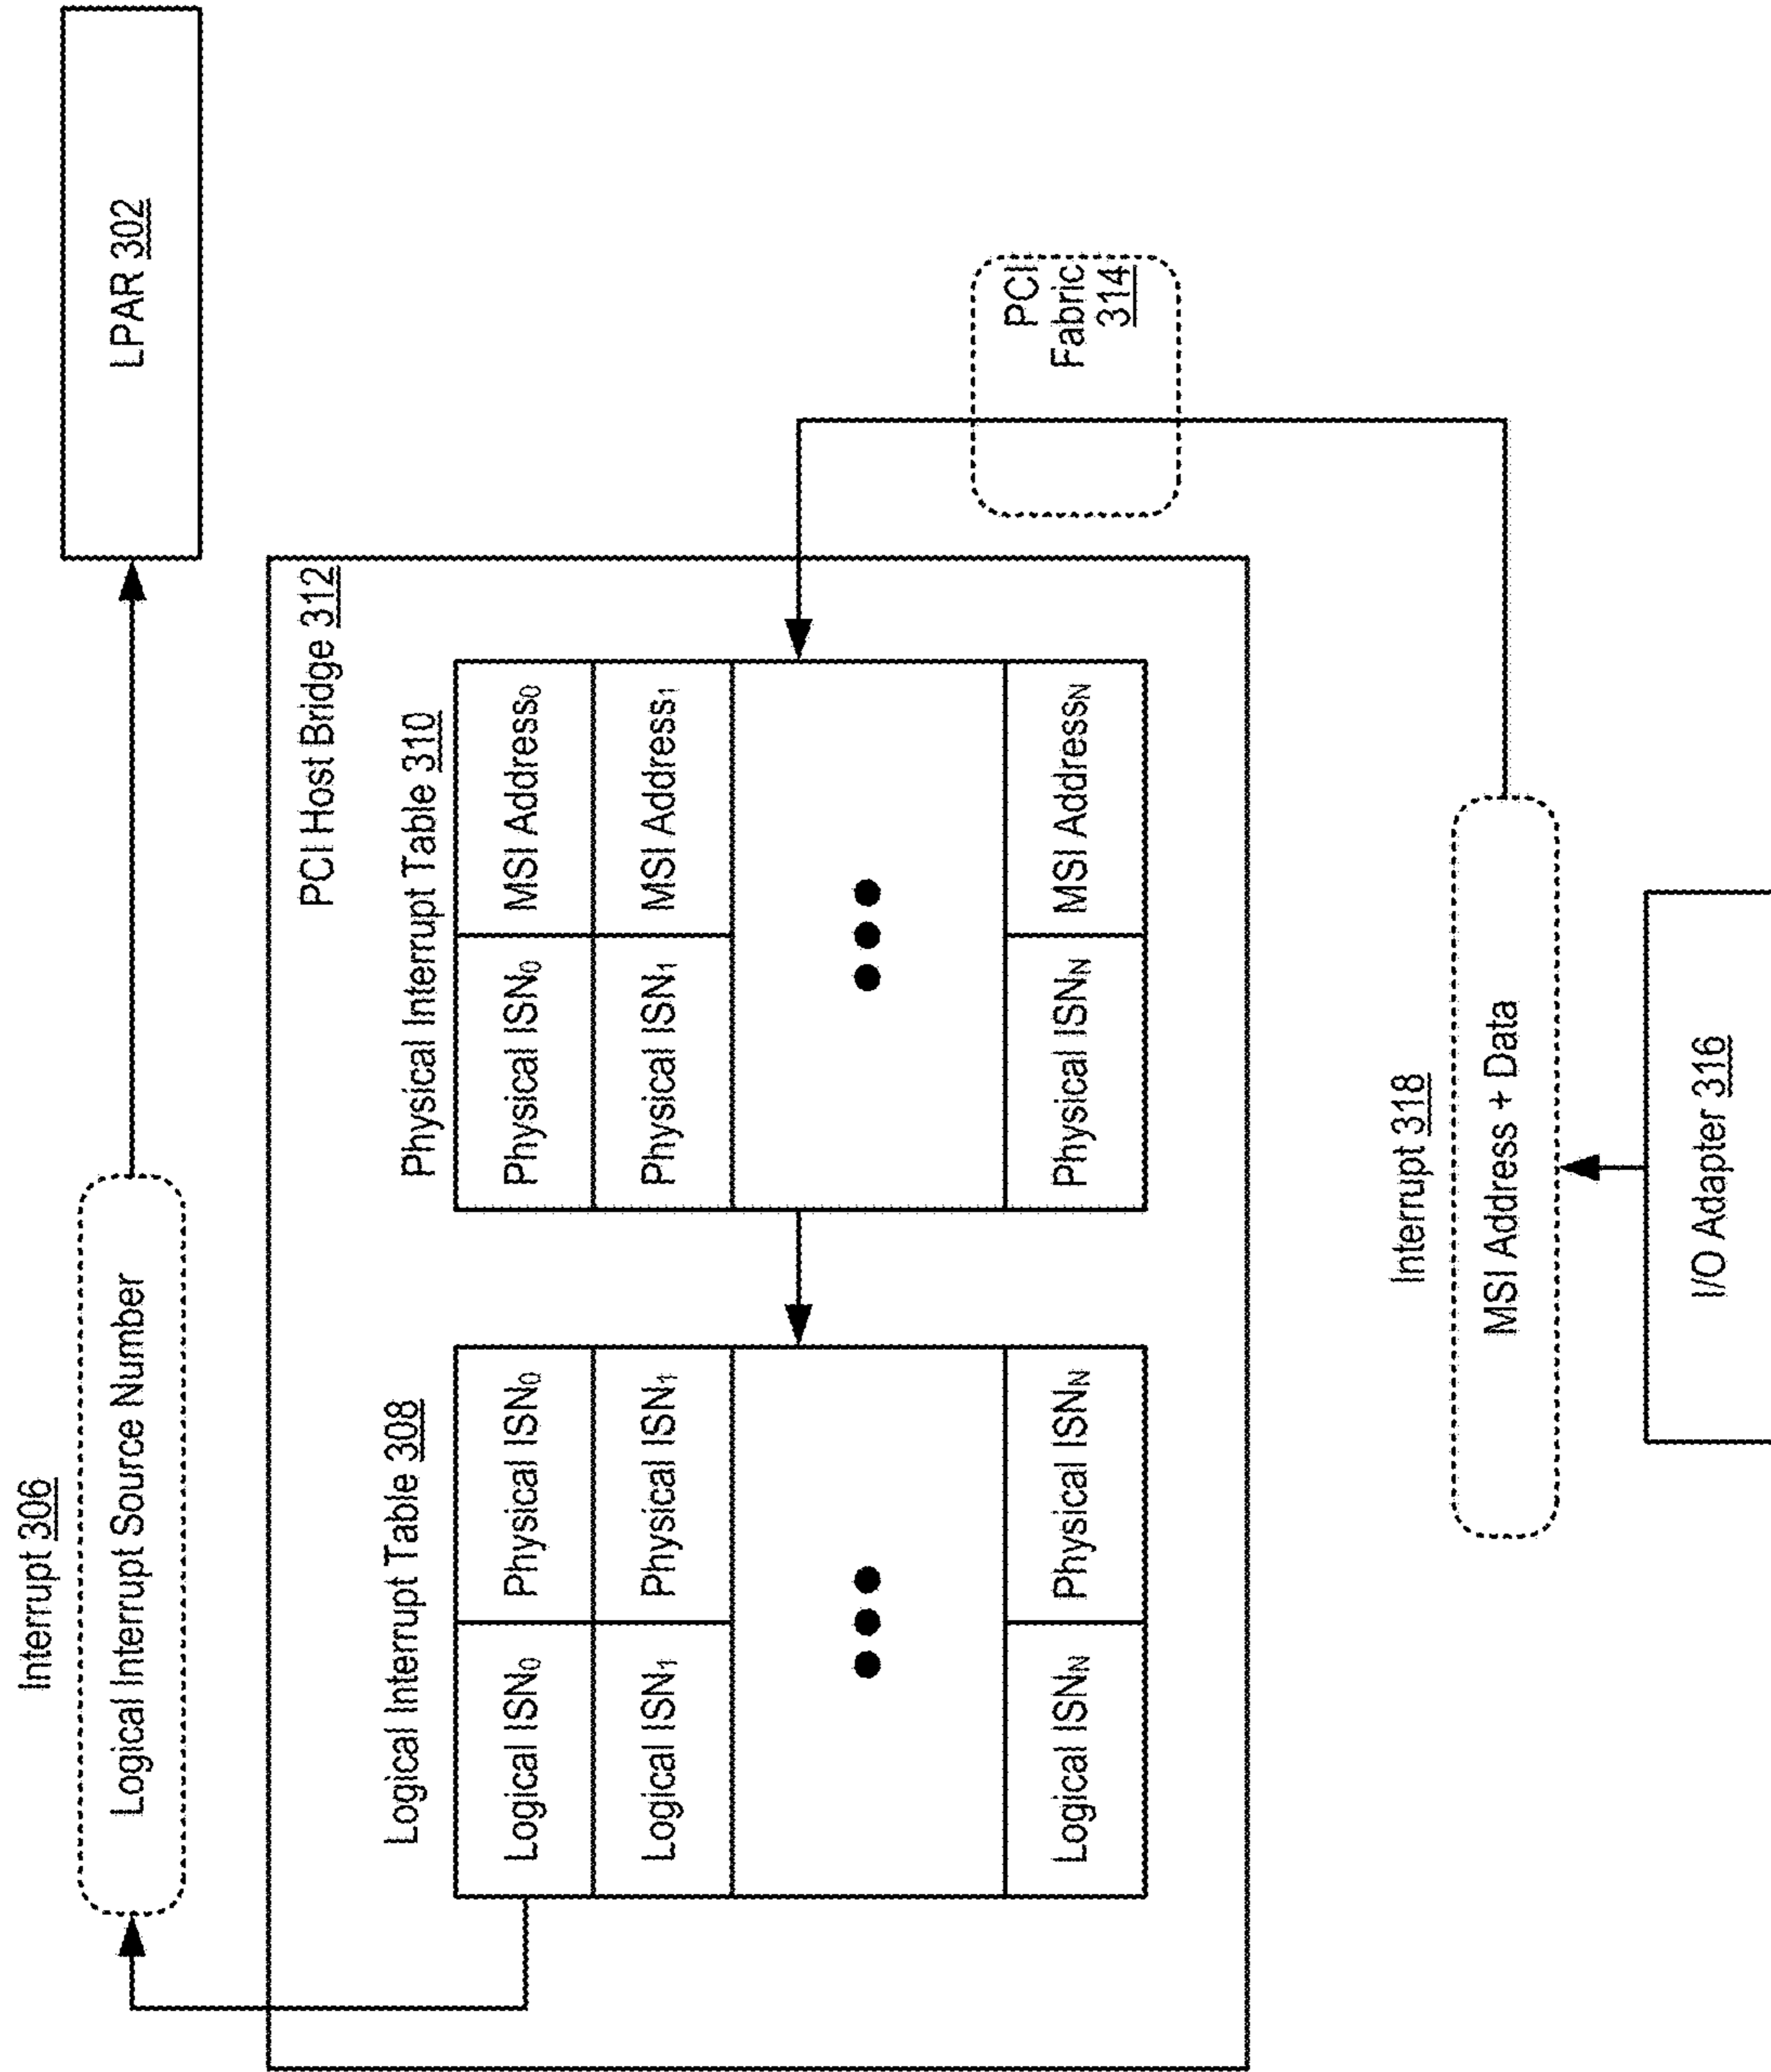 Interrupt 306
Logical Interrupt Source Number
LPAR 302
PCI Host Bridge 312
Logical Interrupt Table 308
Logical ISN₀ Physical ISN₀
Logical ISN₁ Physical ISN₁
Logical ISNN Physical ISNN
Physical Interrupt Table 310
Physical ISN₀ MSI Address₀
Physical ISN₁ MSI Address₁
Physical ISNN MSI AddressN
PCI
Fabric
314
Interrupt 318
MSI Address + Data
I/O Adapter 316